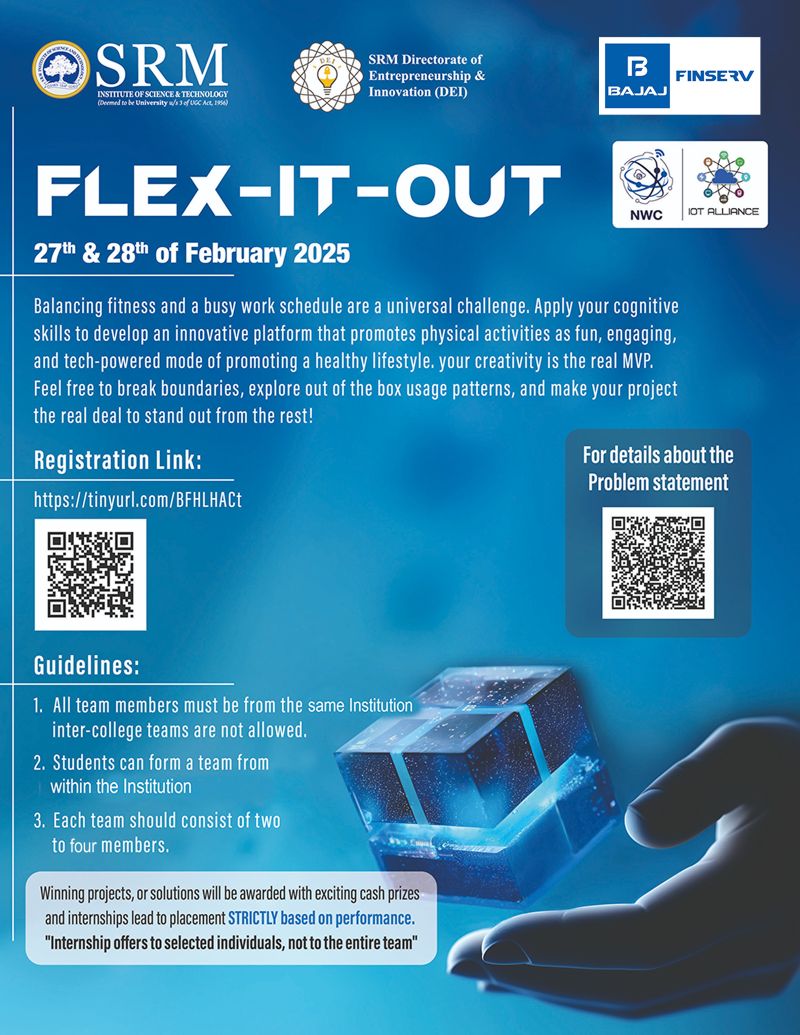 SRM
INSTITUTE OF SCIENCE & TECHNOLOGY
(Deemed to be University u/s 3 of UGC Act, 1956)
DEI
SRM Directorate of
Entrepreneurship &
Innovation (DEI)
B
BAJAJ
FINSERV
FLEX-IT-OUT
NWC
IOT ALLIANCE
27th & 28th of February 2025
Balancing fitness and a busy work schedule are a universal challenge. Apply your cognitive
skills to develop an innovative platform that promotes physical activities as fun, engaging,
and tech-powered mode of promoting a healthy lifestyle. your creativity is the real MVP.
Feel free to break boundaries, explore out of the box usage patterns, and make your project
the real deal to stand out from the rest!
Registration Link:
https://tinyurl.com/BFHLHACt
For details about the
Problem statement
Guidelines:
1. All team members must be from the same Institution
inter-college teams are not allowed.
2. Students can form a team from
within the Institution
3. Each team should consist of two
to four members.
Winning projects, or solutions will be awarded with exciting cash prizes
and internships lead to placement STRICTLY based on performance.
"Internship offers to selected individuals, not to the entire team"